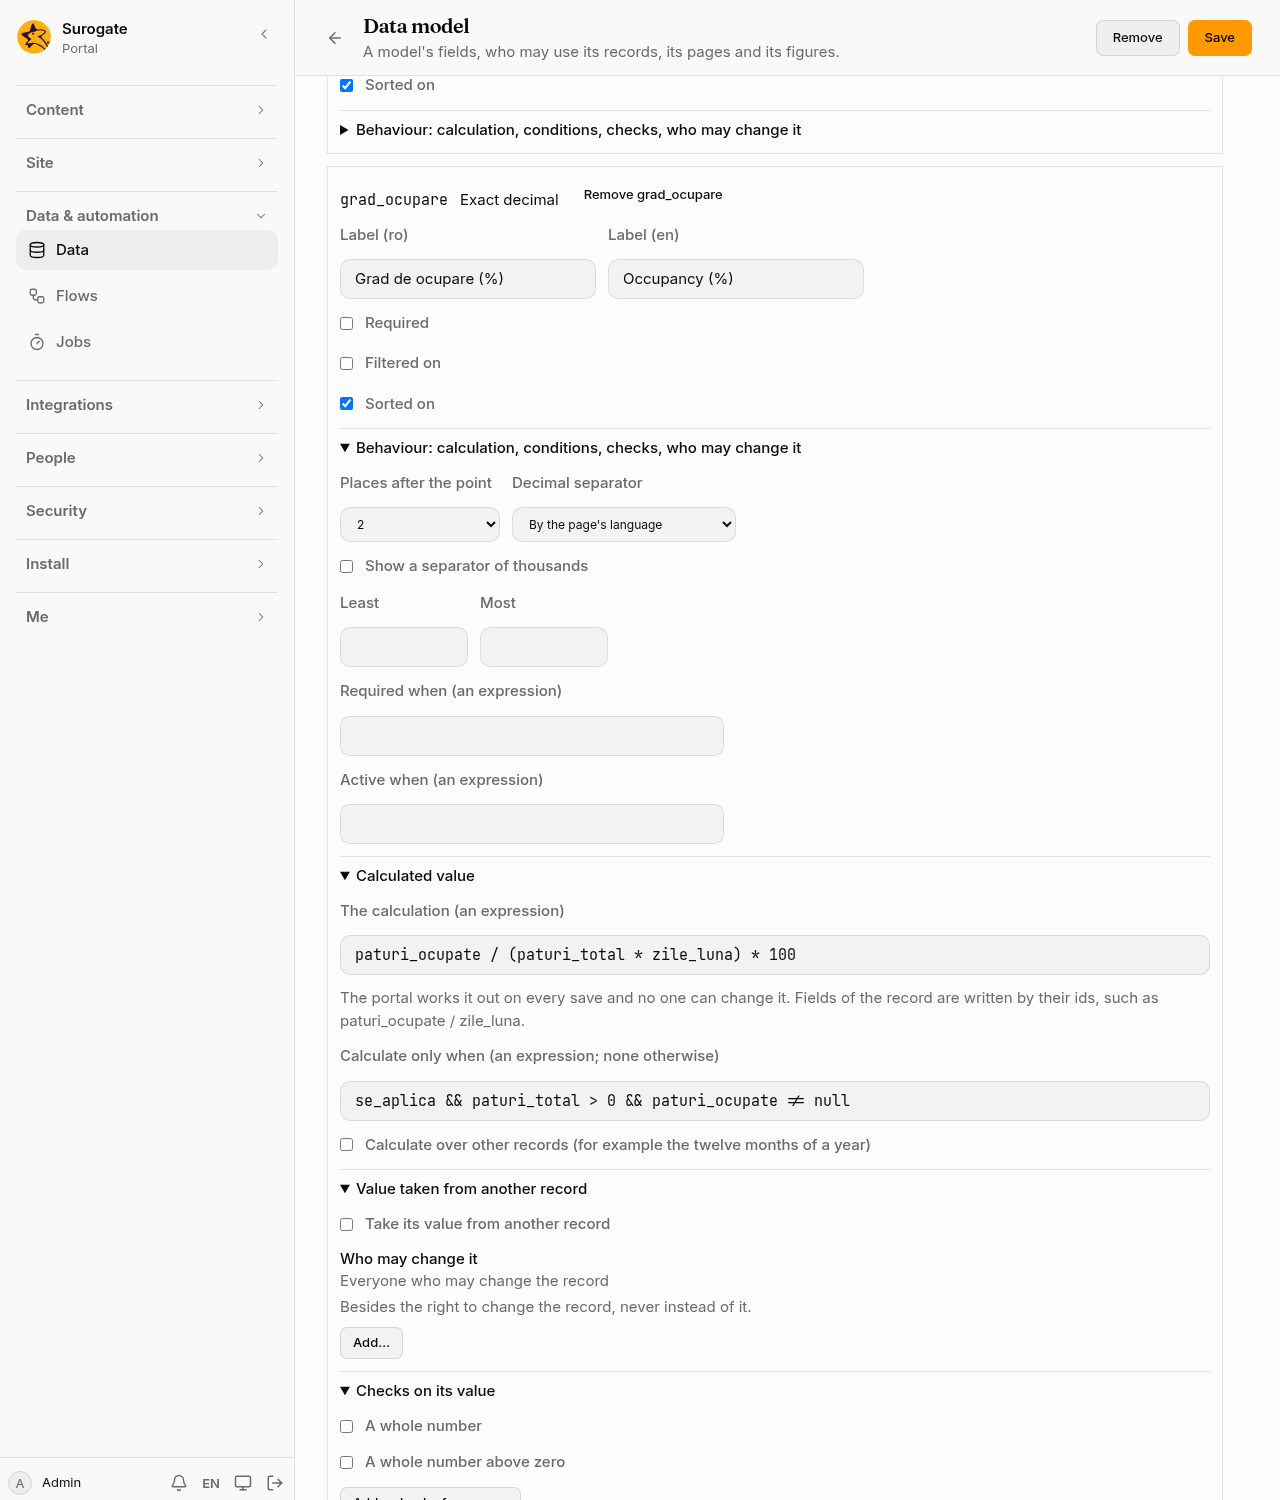 Surogate
Portal
Content
Site
Data & automation
Data
Flows
Jobs
Integrations
People
Security
Install
Me
A Admin EN
Data model
A model's fields, who may use its records, its pages and its figures.
Remove Save
Sorted on
Behaviour: calculation, conditions, checks, who may change it
grad_ocupare Exact decimal Remove grad_ocupare
Label (ro) Label (en)
Grad de ocupare (%) Occupancy (%)
Required
Filtered on
Sorted on
Behaviour: calculation, conditions, checks, who may change it
Places after the point Decimal separator
2 By the page's language
Show a separator of thousands
Least Most
Required when (an expression)
Active when (an expression)
Calculated value
The calculation (an expression)
paturi_ocupate / (paturi_total * zile_luna) * 100
The portal works it out on every save and no one can change it. Fields of the record are written by their ids, such as
paturi_ocupate / zile_luna.
Calculate only when (an expression; none otherwise)
se_aplica && paturi_total > 0 && paturi_ocupate != null
Calculate over other records (for example the twelve months of a year)
Value taken from another record
Take its value from another record
Who may change it
Everyone who may change the record
Besides the right to change the record, never instead of it.
Add...
Checks on its value
A whole number
A whole number above zero